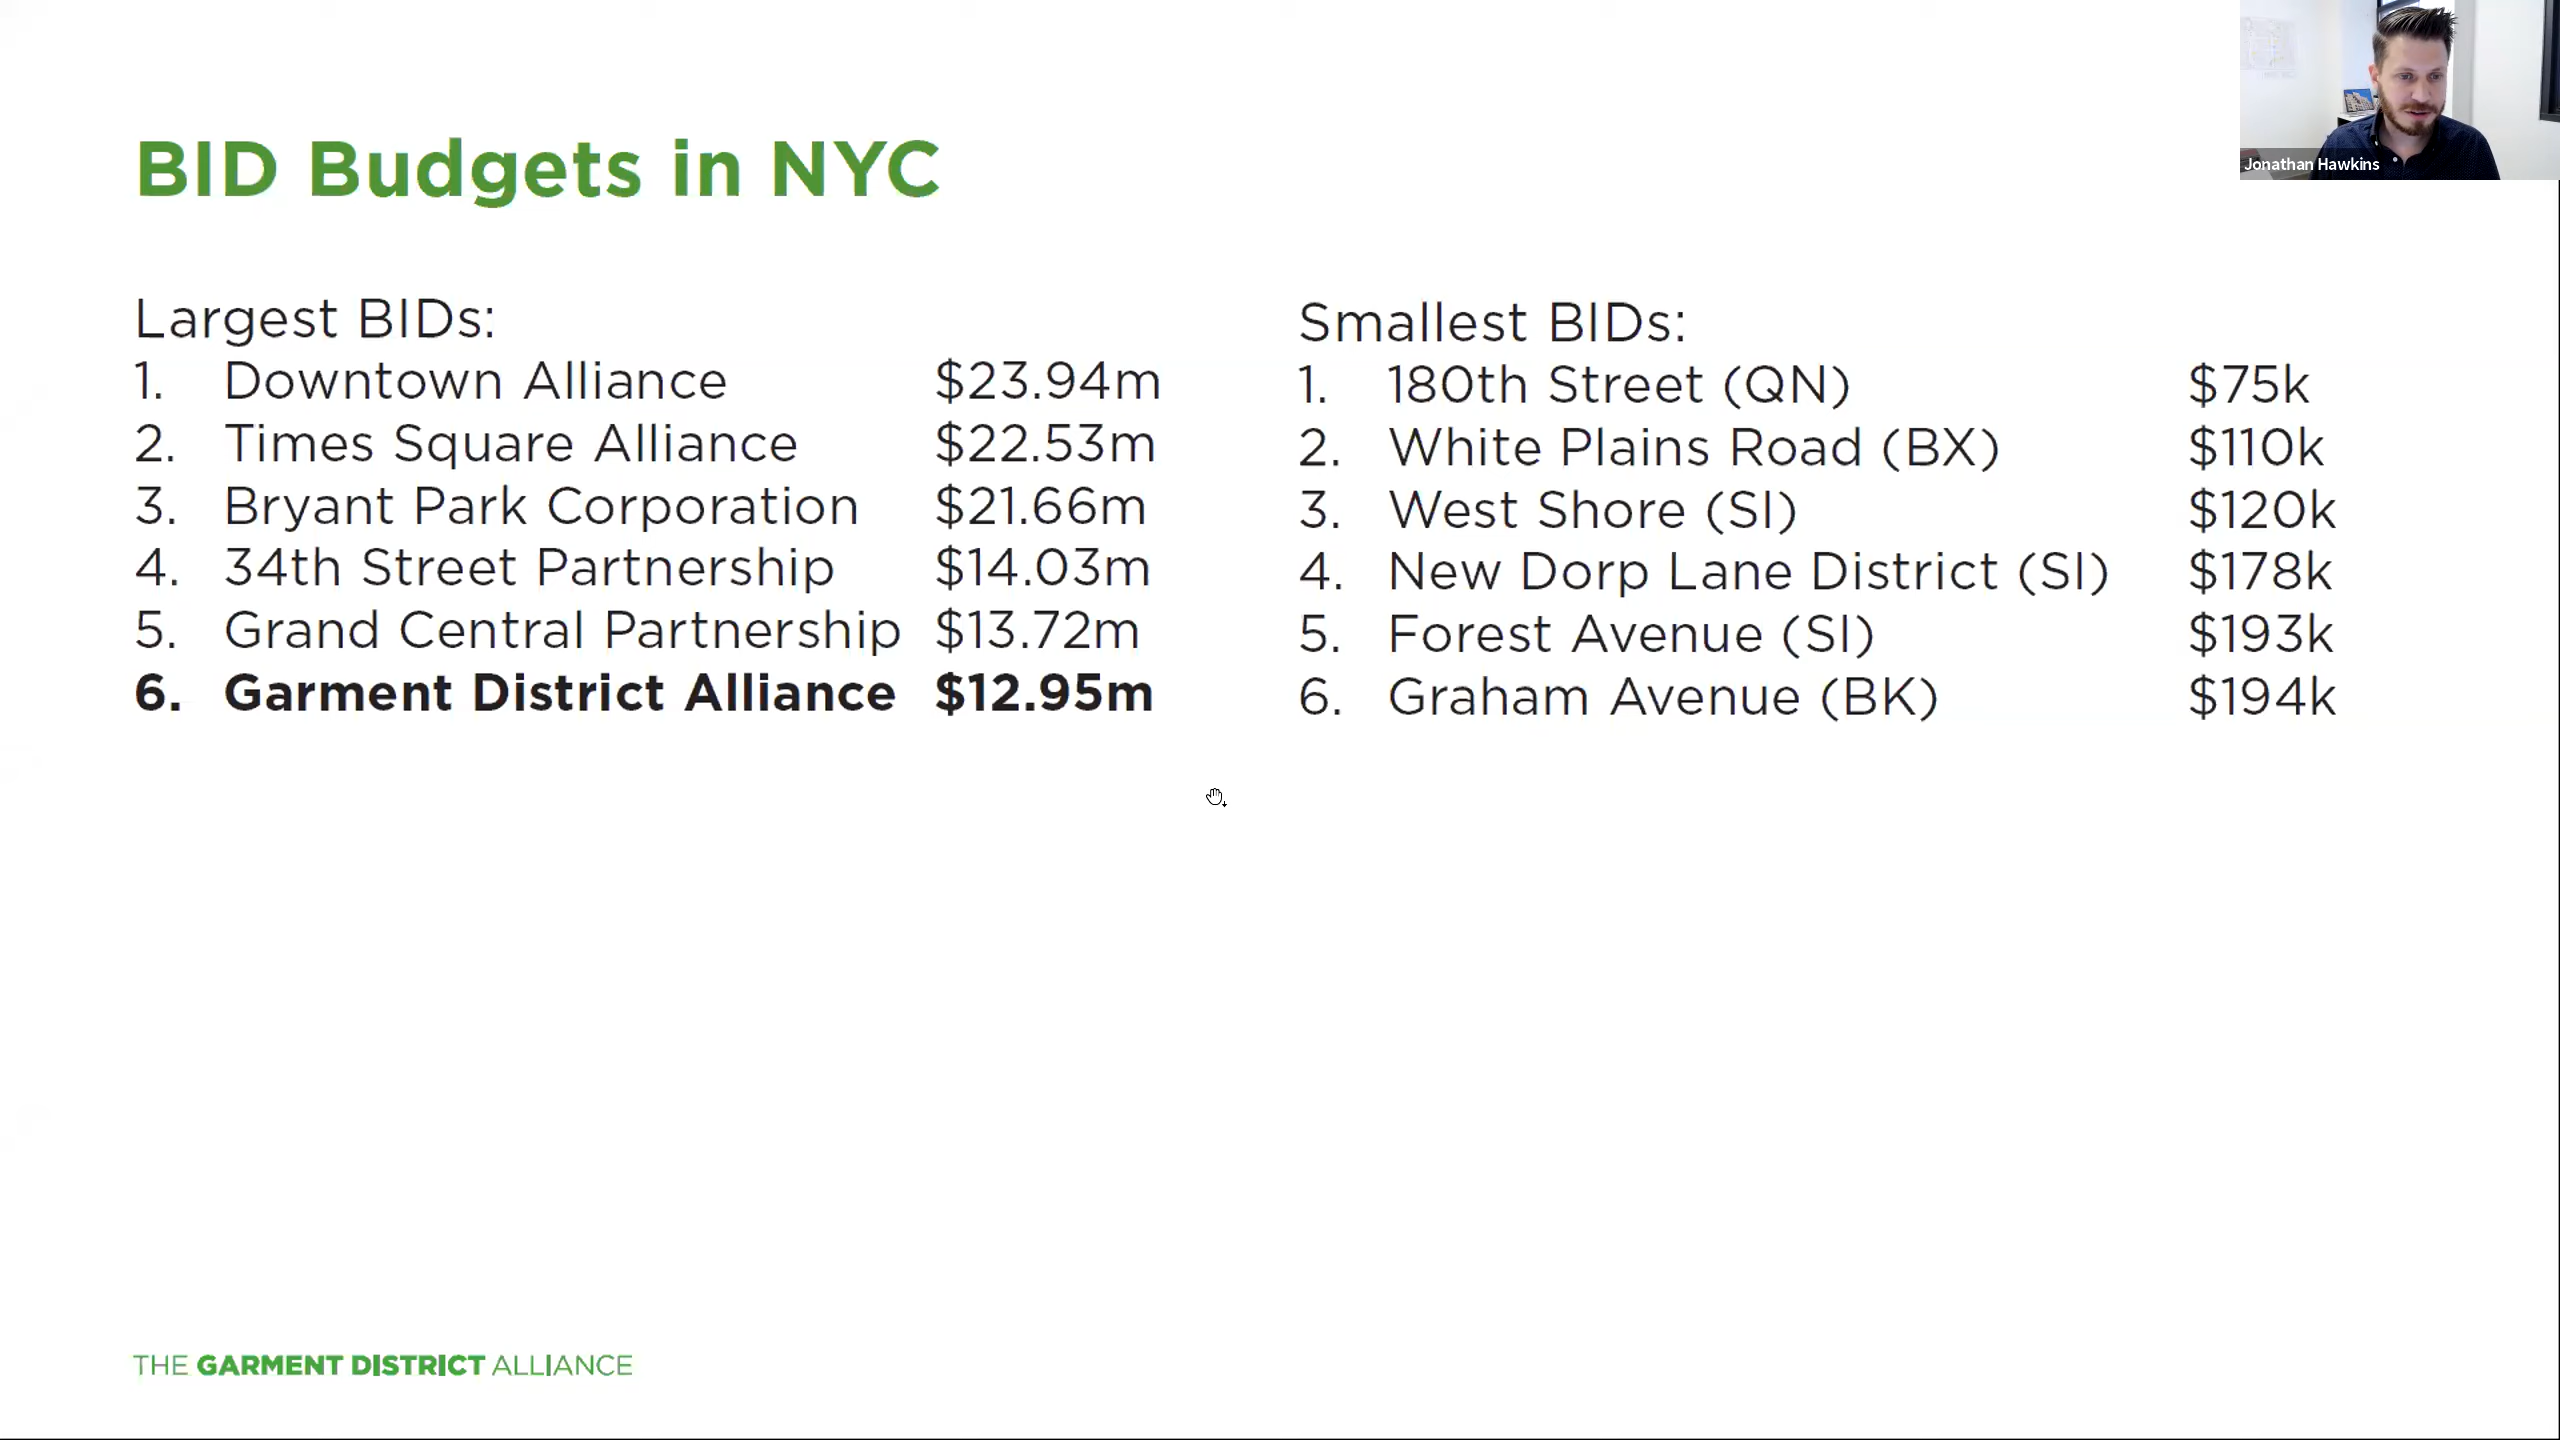 BID Budgets in NYC
Jonathan Hawkins
Largest BIDs:
1. Downtown Alliance $23.94m
2. Times Square Alliance $22.53m
3. Bryant Park Corporation $21.66m
4. 34th Street Partnership $14.03m
5. Grand Central Partnership $13.72m
6. Garment District Alliance $12.95m
Smallest BIDs:
1. 180th Street (QN) $75k
2. White Plains Road (BX) $110k
3. West Shore (SI) $120k
4. New Dorp Lane District (SI) $178k
5. Forest Avenue (SI) $193k
6. Graham Avenue (BK) $194k
THE GARMENT DISTRICT ALLIANCE